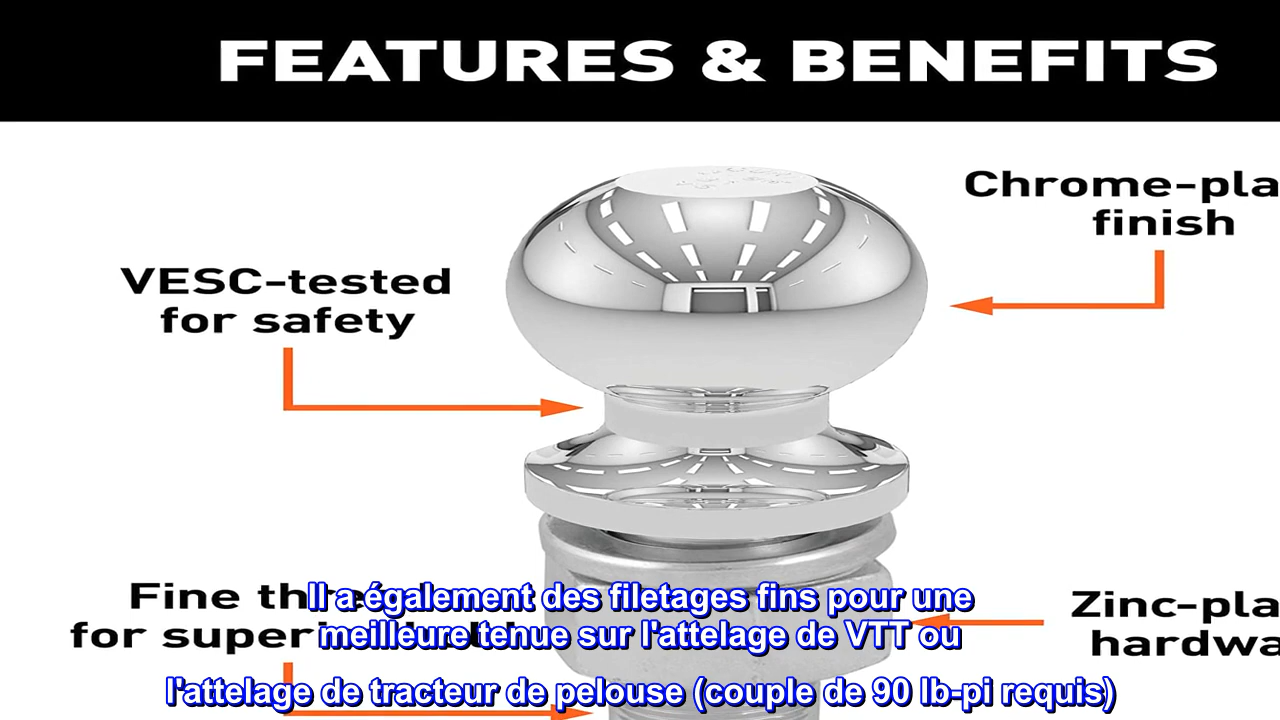 FEATURES & BENEFITS
Chrome-pla
finish
VESC-tested
for safety
Fine
for
Zinc-pla
hardwa
Il a également des filetages fins pour une
meilleure tenue sur l'attelage de VTT ou
l'attelage de tracteur de pelouse (couple de 90 lb-pi requis)